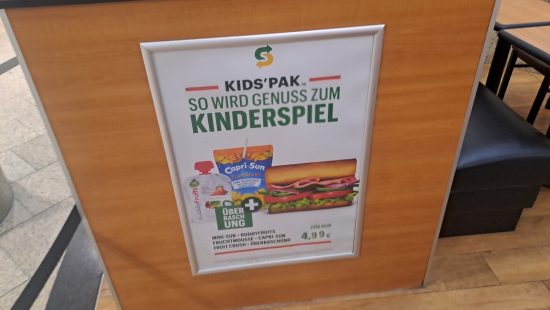 KIDS'PAK™
SO WIRD GENUSS ZUM
KINDERSPIEL
Capri-Sun
ÜBER
RASCH
UNG
+
MINI-SUB • BUDDYFRUITS
FRUCHTMOUSSE • CAPRI-SUN
FRUIT CRUSH • ÜBERRASCHUNG
FÜR NUR
4,99€